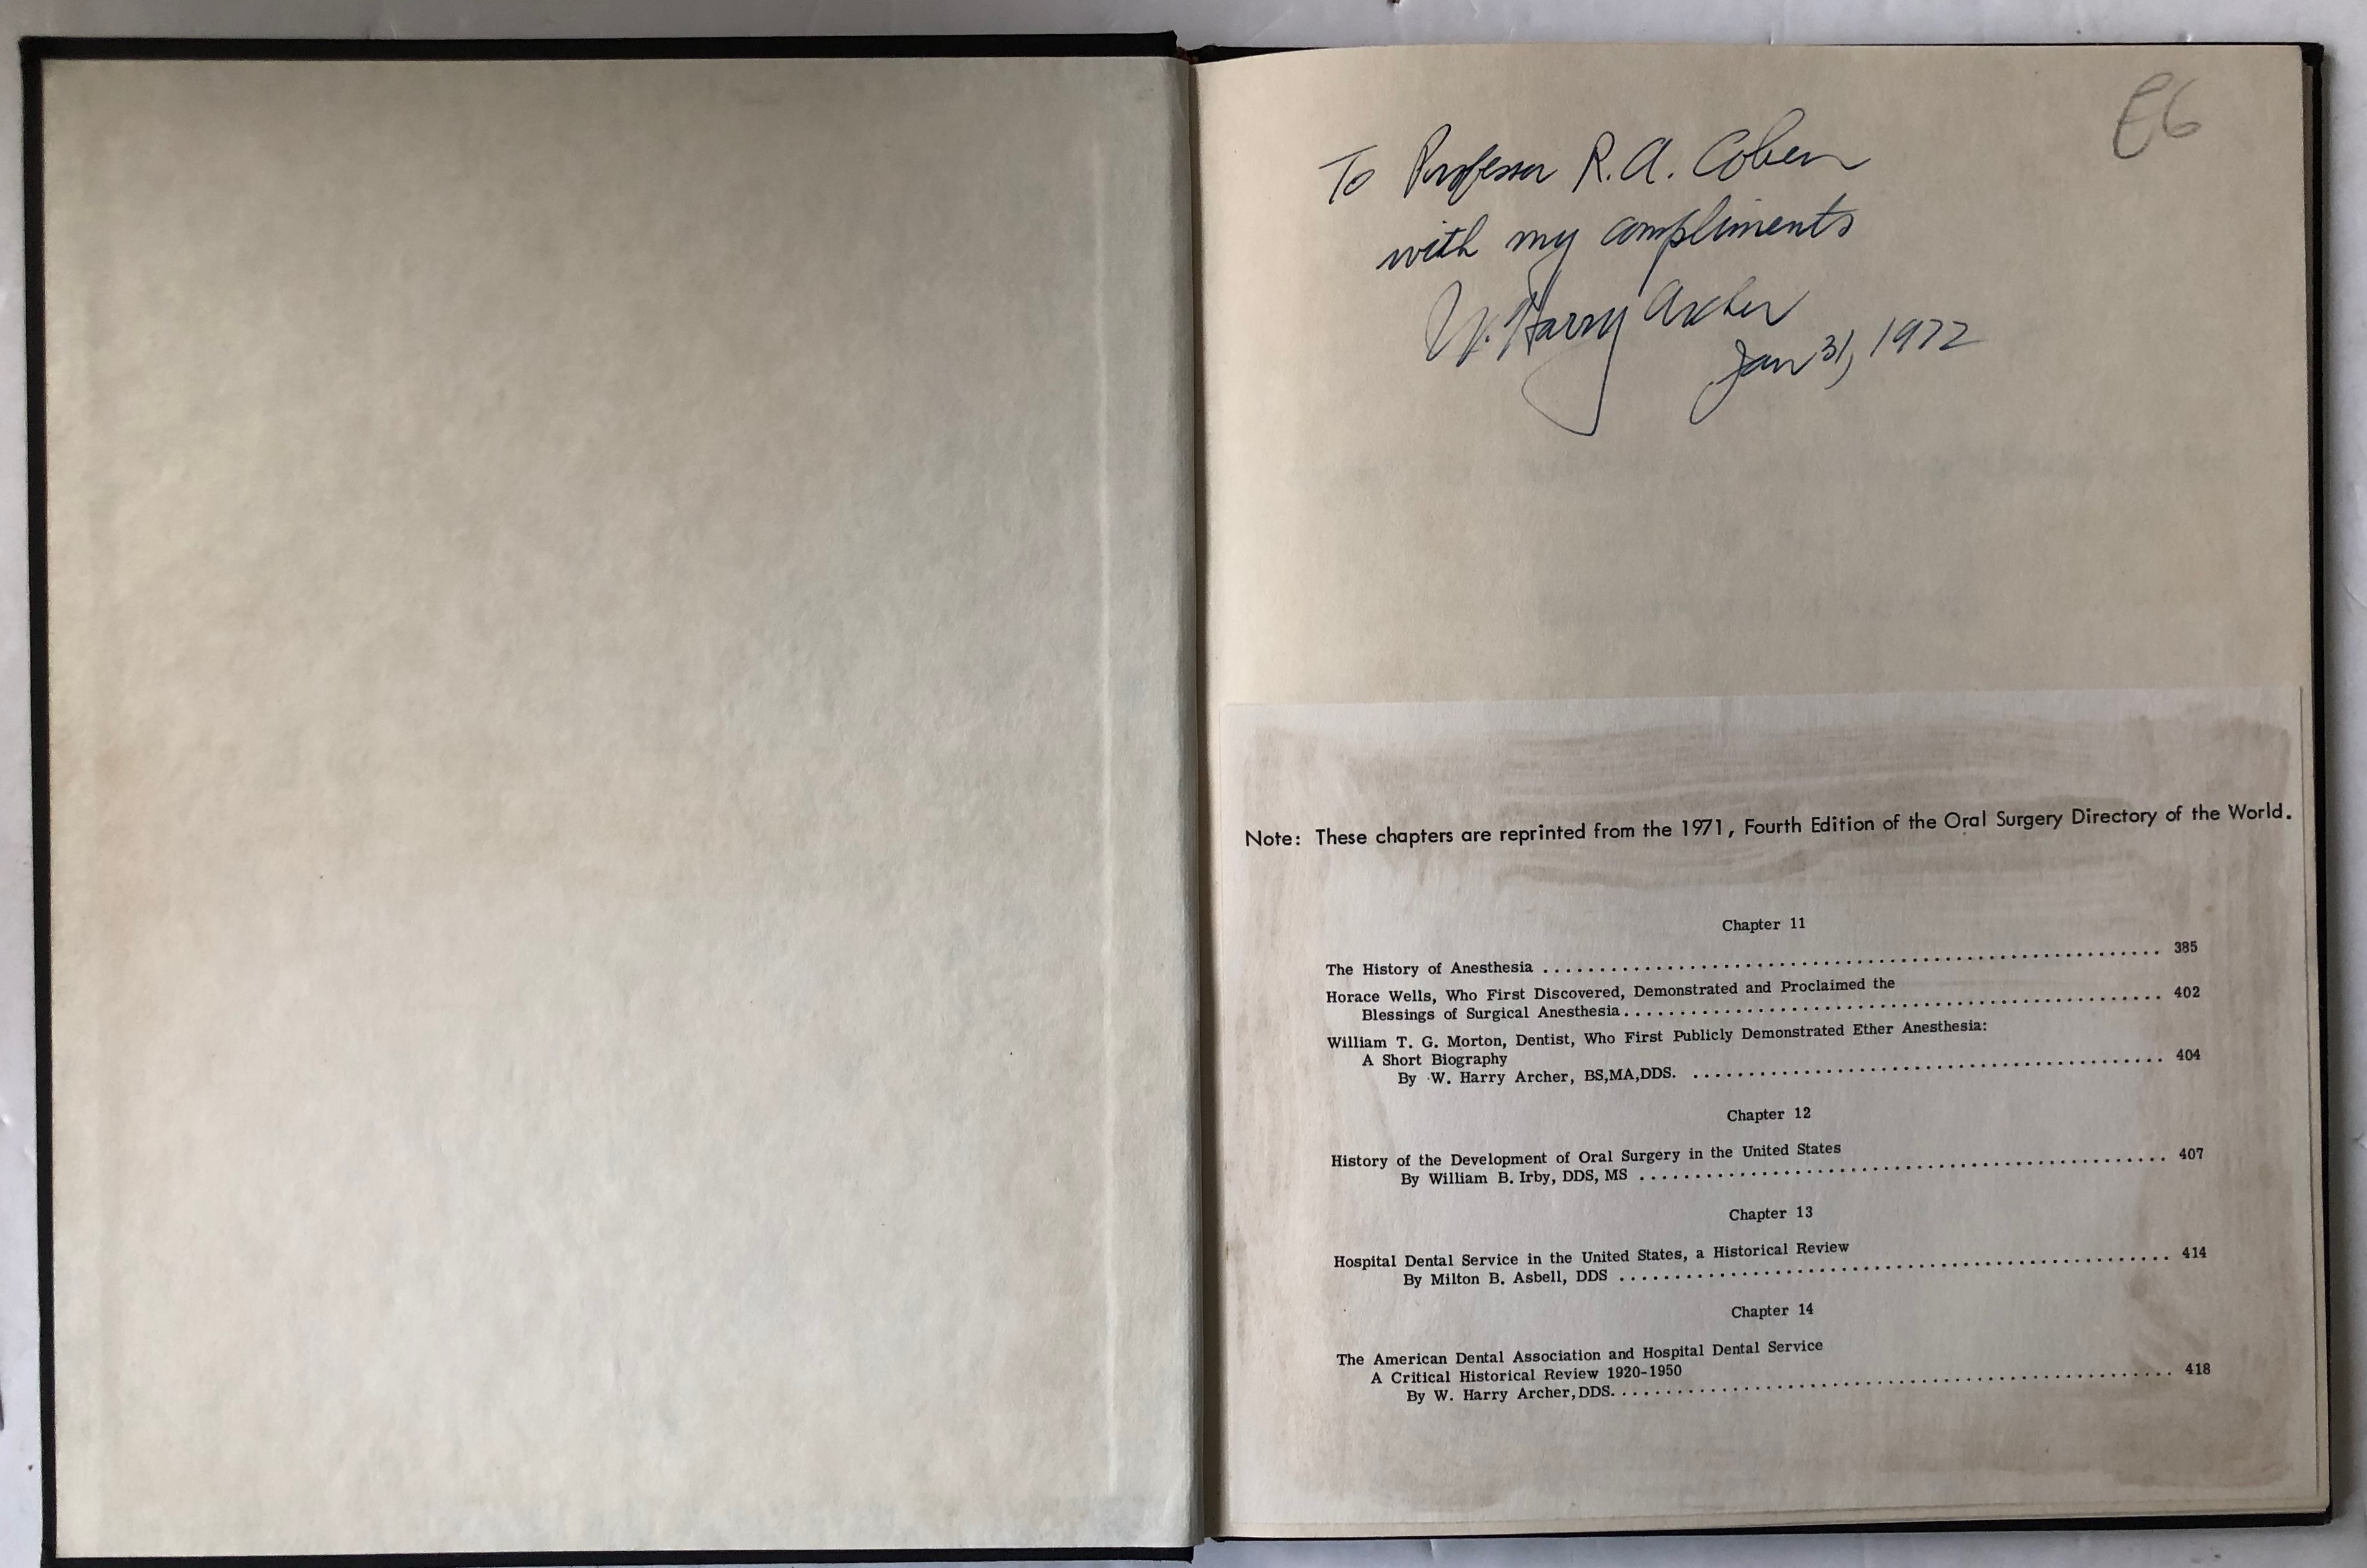 E6
To Professor R.A. Cohen
with my compliments
W. Harry Archer
Jan 31, 1972
Note: These chapters are reprinted from the 1971, Fourth Edition of the Oral Surgery Directory of the World.
Chapter 11
The History of Anesthesia ........................................................ 385
Horace Wells, Who First Discovered, Demonstrated and Proclaimed the
Blessings of Surgical Anesthesia................................................ 402
William T. G. Morton, Dentist, Who First Publicly Demonstrated Ether Anesthesia:
A Short Biography
By W. Harry Archer, BS,MA,DDS. .......................................... 404
Chapter 12
History of the Development of Oral Surgery in the United States
By William B. Irby, DDS, MS ............................................... 407
Chapter 13
Hospital Dental Service in the United States, a Historical Review
By Milton B. Asbell, DDS .................................................. 414
Chapter 14
The American Dental Association and Hospital Dental Service
A Critical Historical Review 1920-1950
By W. Harry Archer,DDS................................................... 418